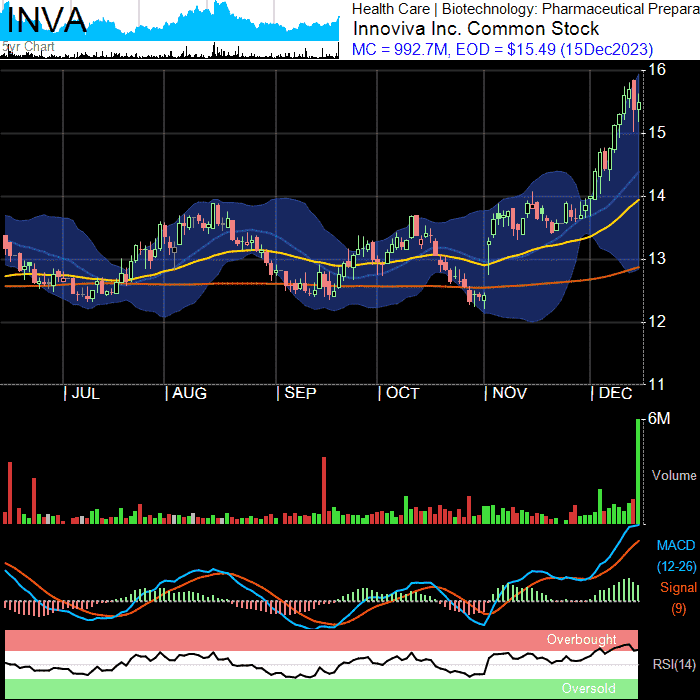 INVA
5yr Chart
Health Care | Biotechnology: Pharmaceutical Prepara
Innoviva Inc. Common Stock
MC = 992.7M, EOD = $15.49 (15Dec2023)
16
15
14
13
12
11
JUL
AUG
SEP
OCT
NOV
DEC
6M
Volume
MACD
(12-26)
Signal
(9)
Overbought
RSI(14)
Oversold